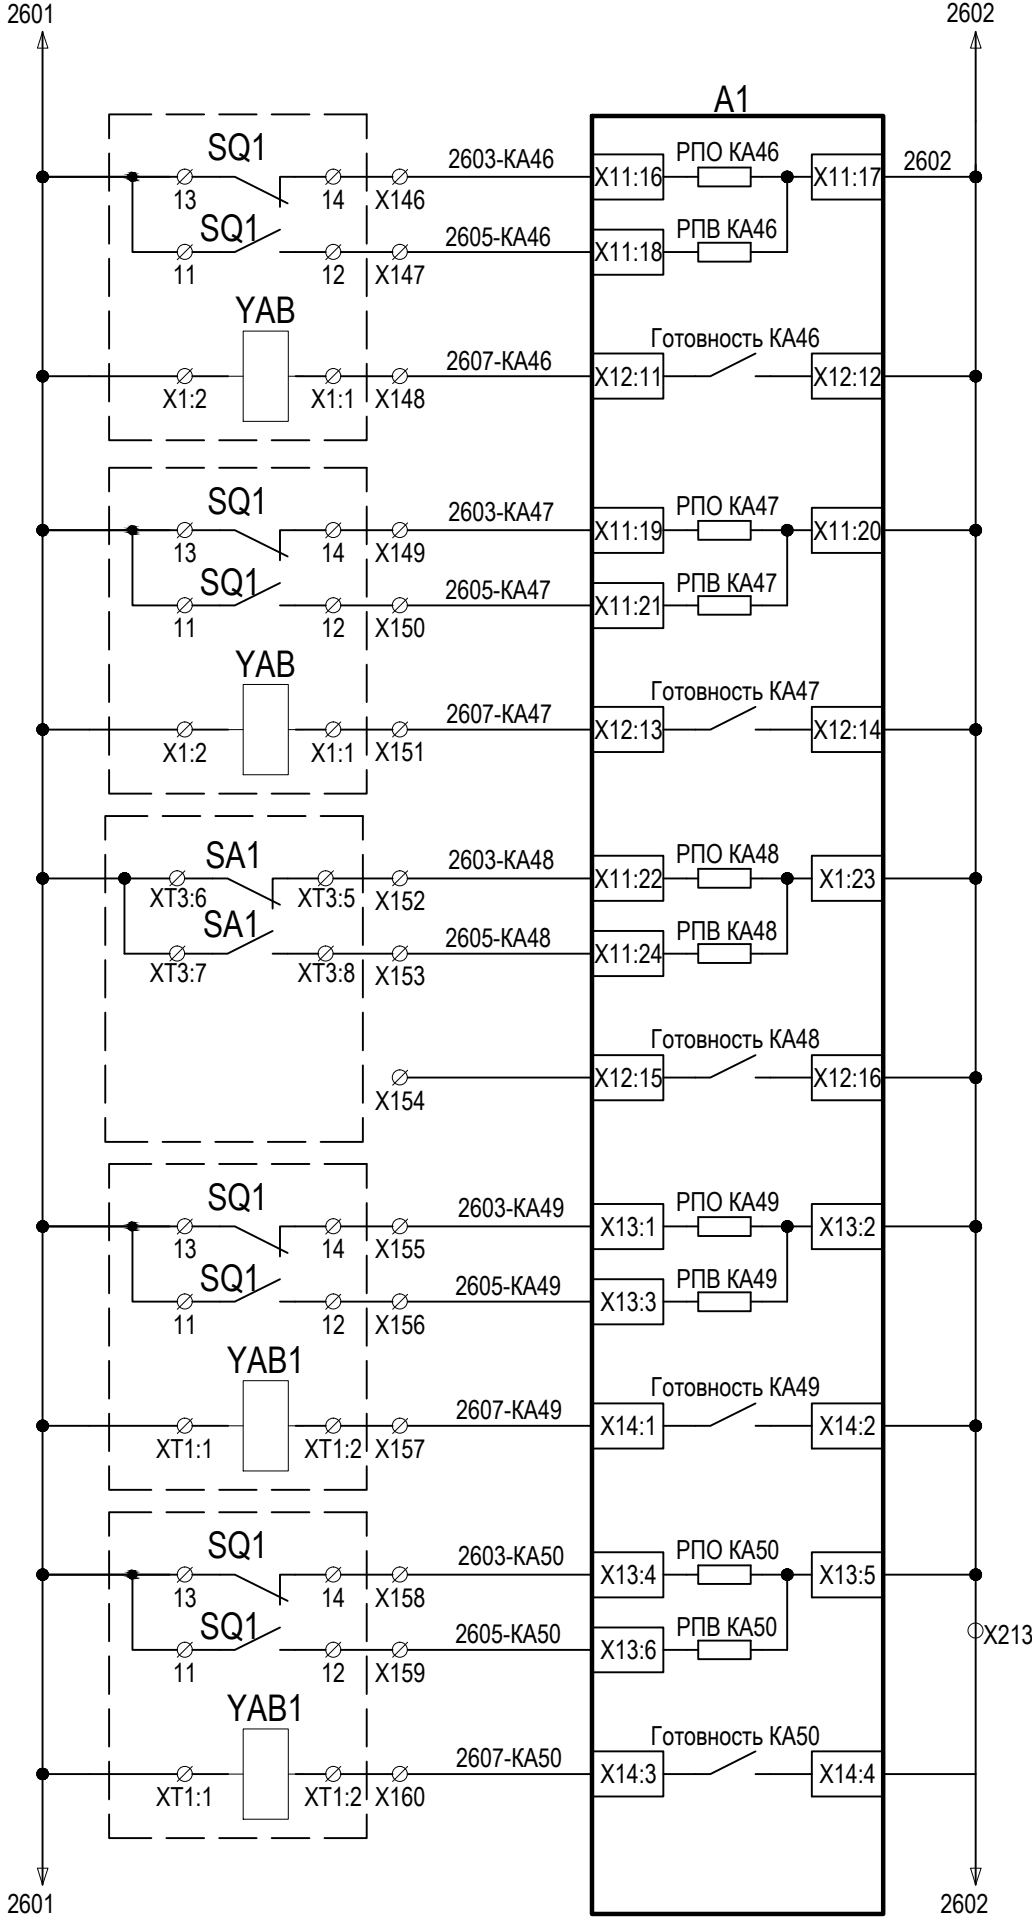 2601
2602
A1
SQ1
2603-КА46
РПО КА46
2602
X11:16
X11:17
13
14
X146
SQ1
2605-КА46
РПВ КА46
X11:18
11
12
X147
YAB
2607-КА46
Готовность КА46
X12:11
X12:12
X1:2
X1:1
X148
SQ1
2603-КА47
РПО КА47
X11:19
X11:20
13
14
X149
SQ1
2605-КА47
РПВ КА47
X11:21
11
12
X150
YAB
2607-КА47
Готовность КА47
X12:13
X12:14
X1:2
X1:1
X151
SA1
2603-КА48
РПО КА48
X11:22
X1:23
XT3:6
XT3:5
X152
SA1
2605-КА48
РПВ КА48
X11:24
XT3:7
XT3:8
X153
Готовность КА48
X12:15
X12:16
X154
SQ1
2603-КА49
РПО КА49
X13:1
X13:2
13
14
X155
SQ1
2605-КА49
РПВ КА49
X13:3
11
12
X156
YAB1
2607-КА49
Готовность КА49
X14:1
X14:2
XT1:1
XT1:2
X157
SQ1
2603-КА50
РПО КА50
X13:4
X13:5
13
14
X158
SQ1
2605-КА50
РПВ КА50
X13:6
X213
11
12
X159
YAB1
2607-КА50
Готовность КА50
X14:3
X14:4
XT1:1
XT1:2
X160
2601
2602